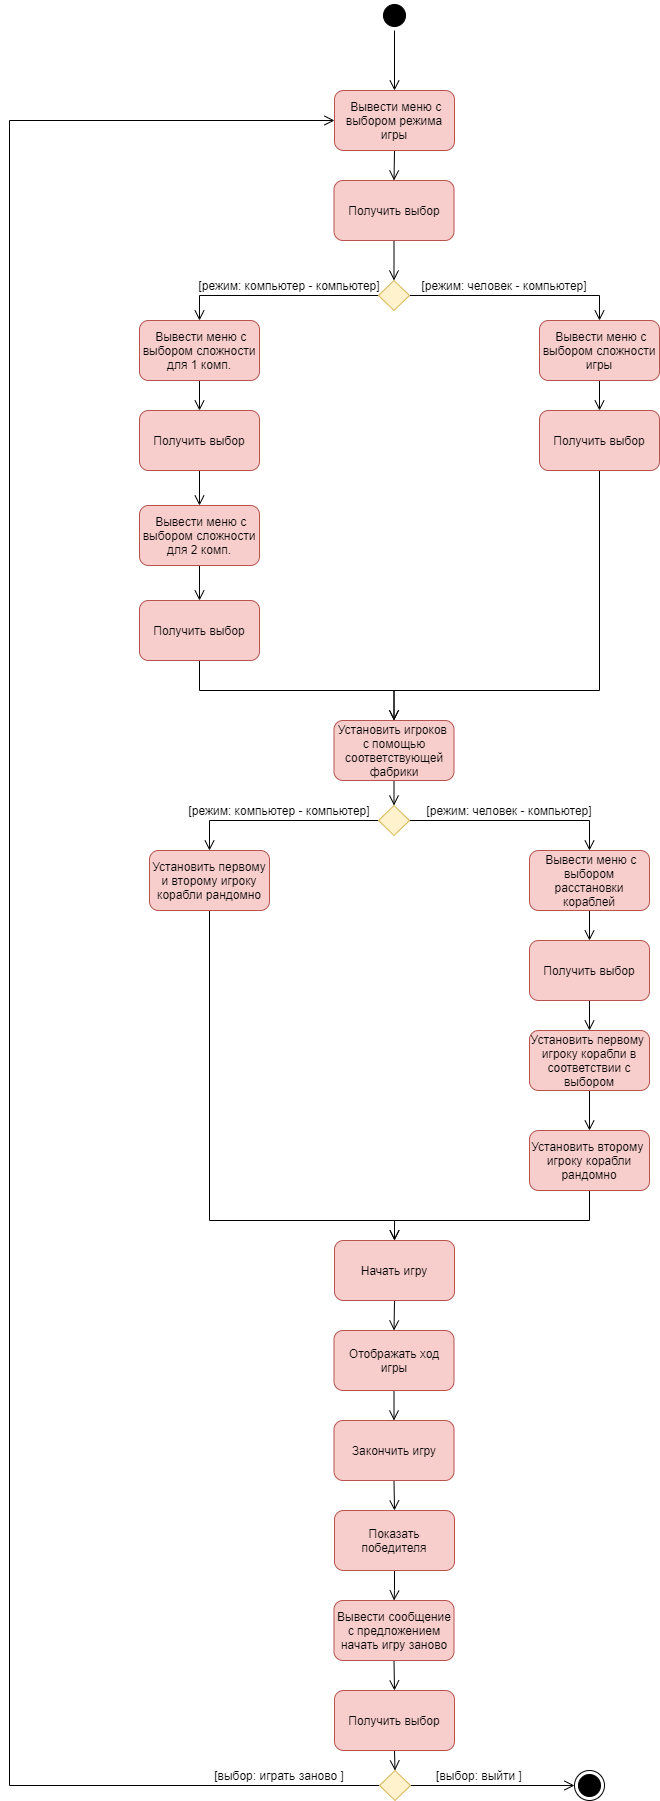 Вывести меню с
выбором режима
игры
Получить выбор
[режим: компьютер - компьютер]
[режим: человек - компьютер]
Вывести меню с
выбором сложности
для 1 комп.
Вывести меню с
выбором сложности
игры
Получить выбор
Получить выбор
Вывести меню с
выбором сложности
для 2 комп.
Получить выбор
Установить игроков
с помощью
соответствующей
фабрики
[режим: компьютер - компьютер]
[режим: человек - компьютер]
Установить первому
и второму игроку
корабли рандомно
Вывести меню с
выбором
расстановки
кораблей
Получить выбор
Установить первому
игроку корабли в
соответствии с
выбором
Установить второму
игроку корабли
рандомно
Начать игру
Отображать ход
игры
Закончить игру
Показать
победителя
Вывести сообщение
с предложением
начать игру заново
Получить выбор
[выбор: играть заново ]
[выбор: выйти ]